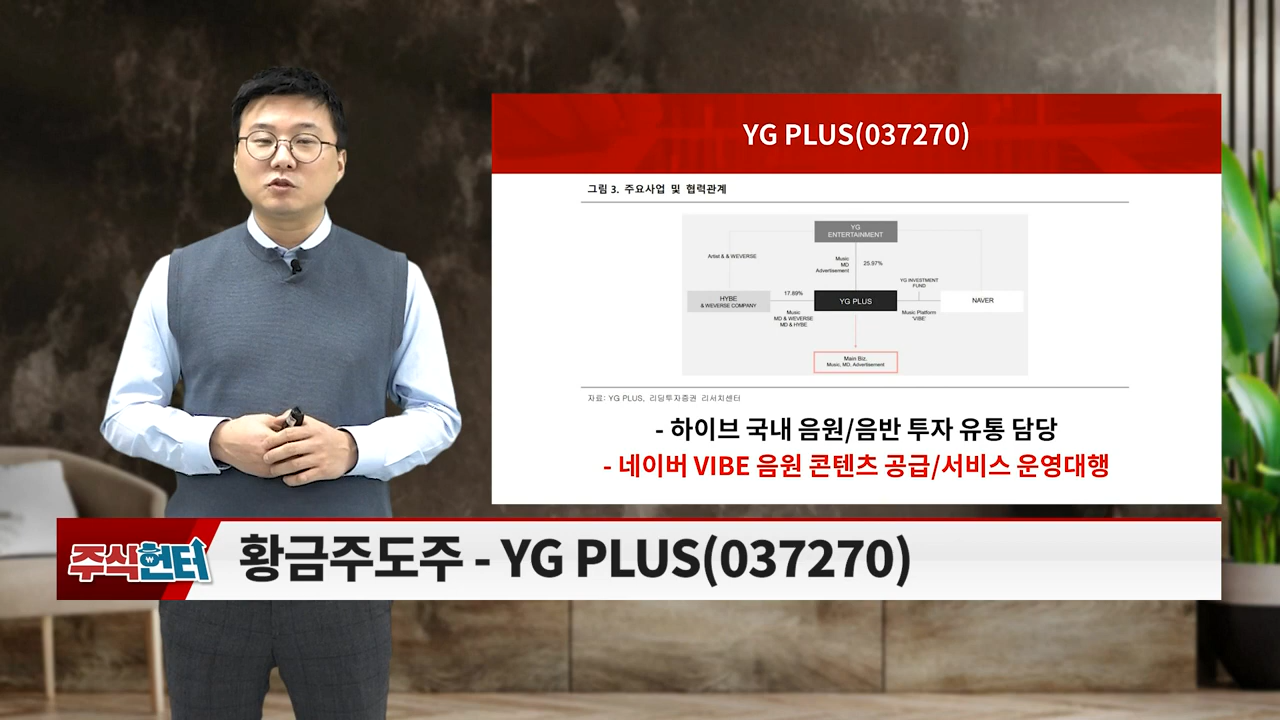 YG PLUS(037270)
그림 3. 주요사업 및 협력관계
YG
ENTERTAINMENT
Artist & & WEVERSE
Music
MD
Advertisement
25.97%
YG INVESTMENT
FUND
HYBE
& WEVERSE COMPANY
17.89%
YG PLUS
NAVER
Music
MD & WEVERSE
MD & HYBE
Music Platform
'VIBE'
Main Biz.
Music, MD, Advertisement
자료: YG PLUS, 리딩투자증권 리서치센터
- 하이브 국내 음원/음반 투자 유통 담당
- 네이버 VIBE 음원 콘텐츠 공급/서비스 운영대행
주식헌터
황금주도주 - YG PLUS(037270)